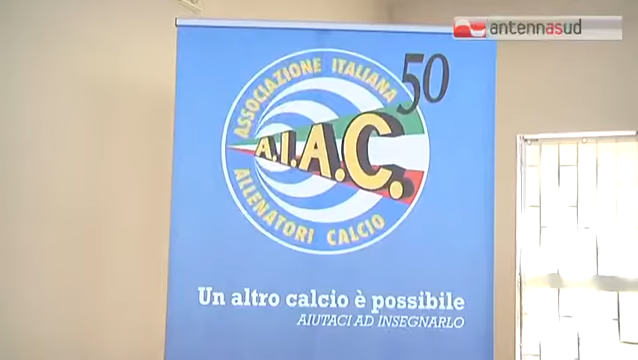 antennasud
ASSOCIAZIONE ITALIANA
50
A.I.A.C.
ALLENATORI CALCIO
Un altro calcio è possibile
AIUTACI AD INSEGNARLO